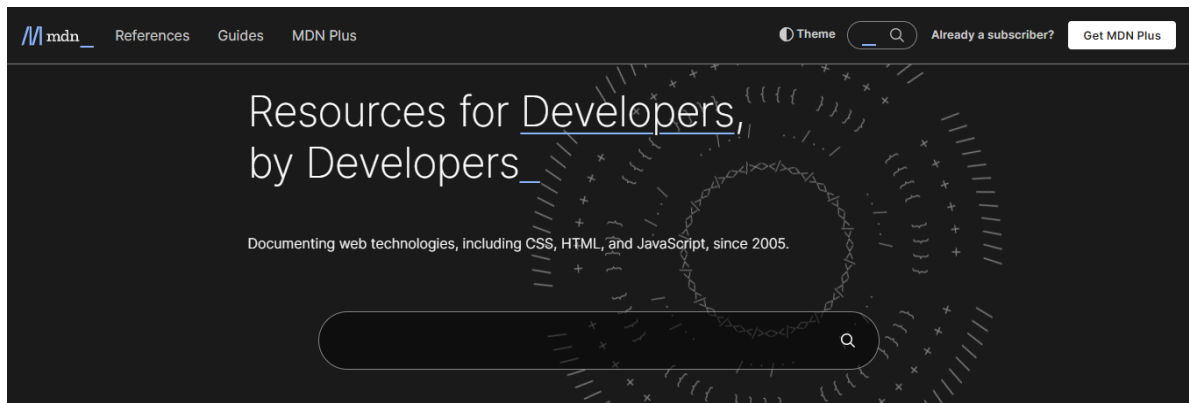 mdn_ References Guides MDN Plus Theme _ Already a subscriber? Get MDN Plus
Resources for Developers,
by Developers_
Documenting web technologies, including CSS, HTML, and JavaScript, since 2005.